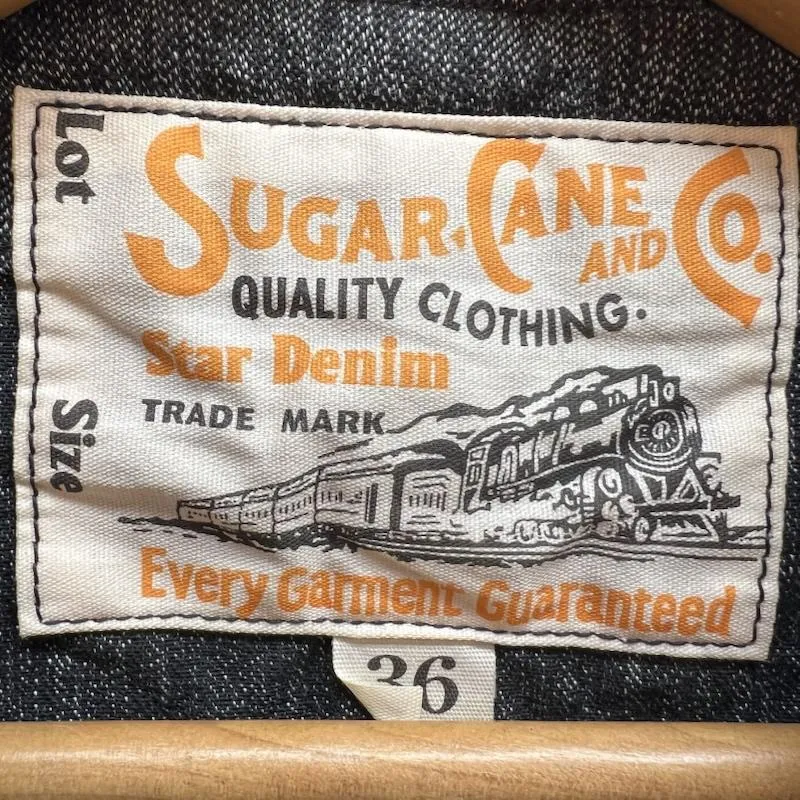 Lot
SUGAR CANE AND CO.
QUALITY CLOTHING.
Star Denim
TRADE MARK
Size
Every Garment Guaranteed
36